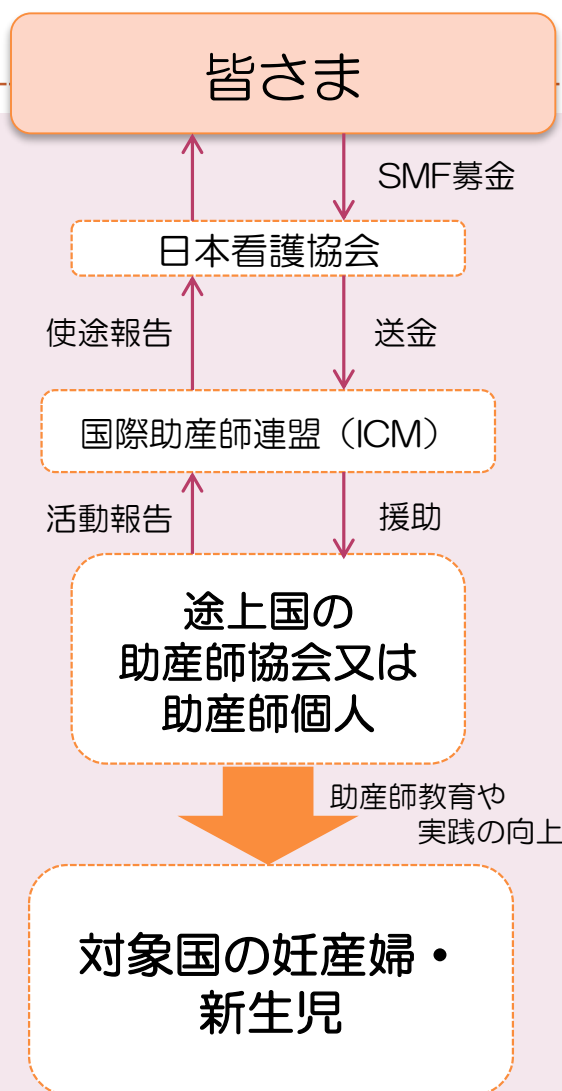 皆さま
SMF募金
日本看護協会
使途報告
送金
国際助産師連盟（ICM）
活動報告
援助
途上国の
助産師協会又は
助産師個人
助産師教育や
実践の向上
対象国の妊産婦・
新生児